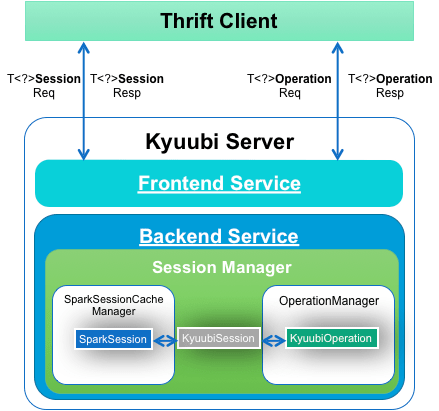 Thrift Client
T<?>Session
Req
T<?>Session
Resp
T<?>Operation
Req
T<?>Operation
Resp
Kyuubi Server
Frontend Service
Backend Service
Session Manager
SparkSessionCache
Manager
SparkSession
KyuubiSession
OperationManager
KyuubiOperation